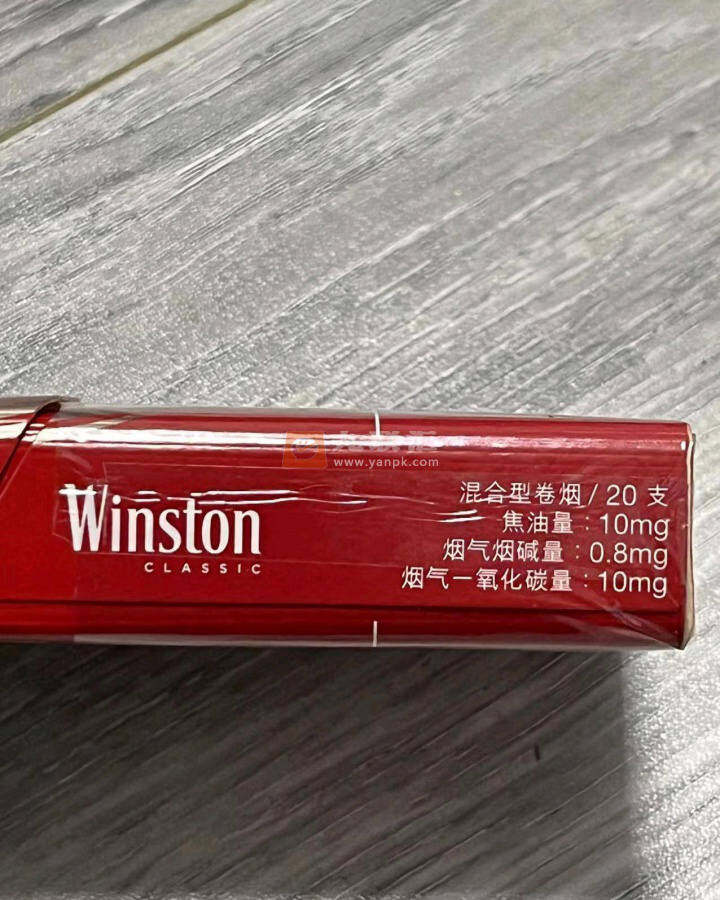 Winston
CLASSIC
混合型卷烟 / 20 支
焦油量：10mg
烟气烟碱量：0.8mg
烟气一氧化碳量：10mg
www.yanpk.com